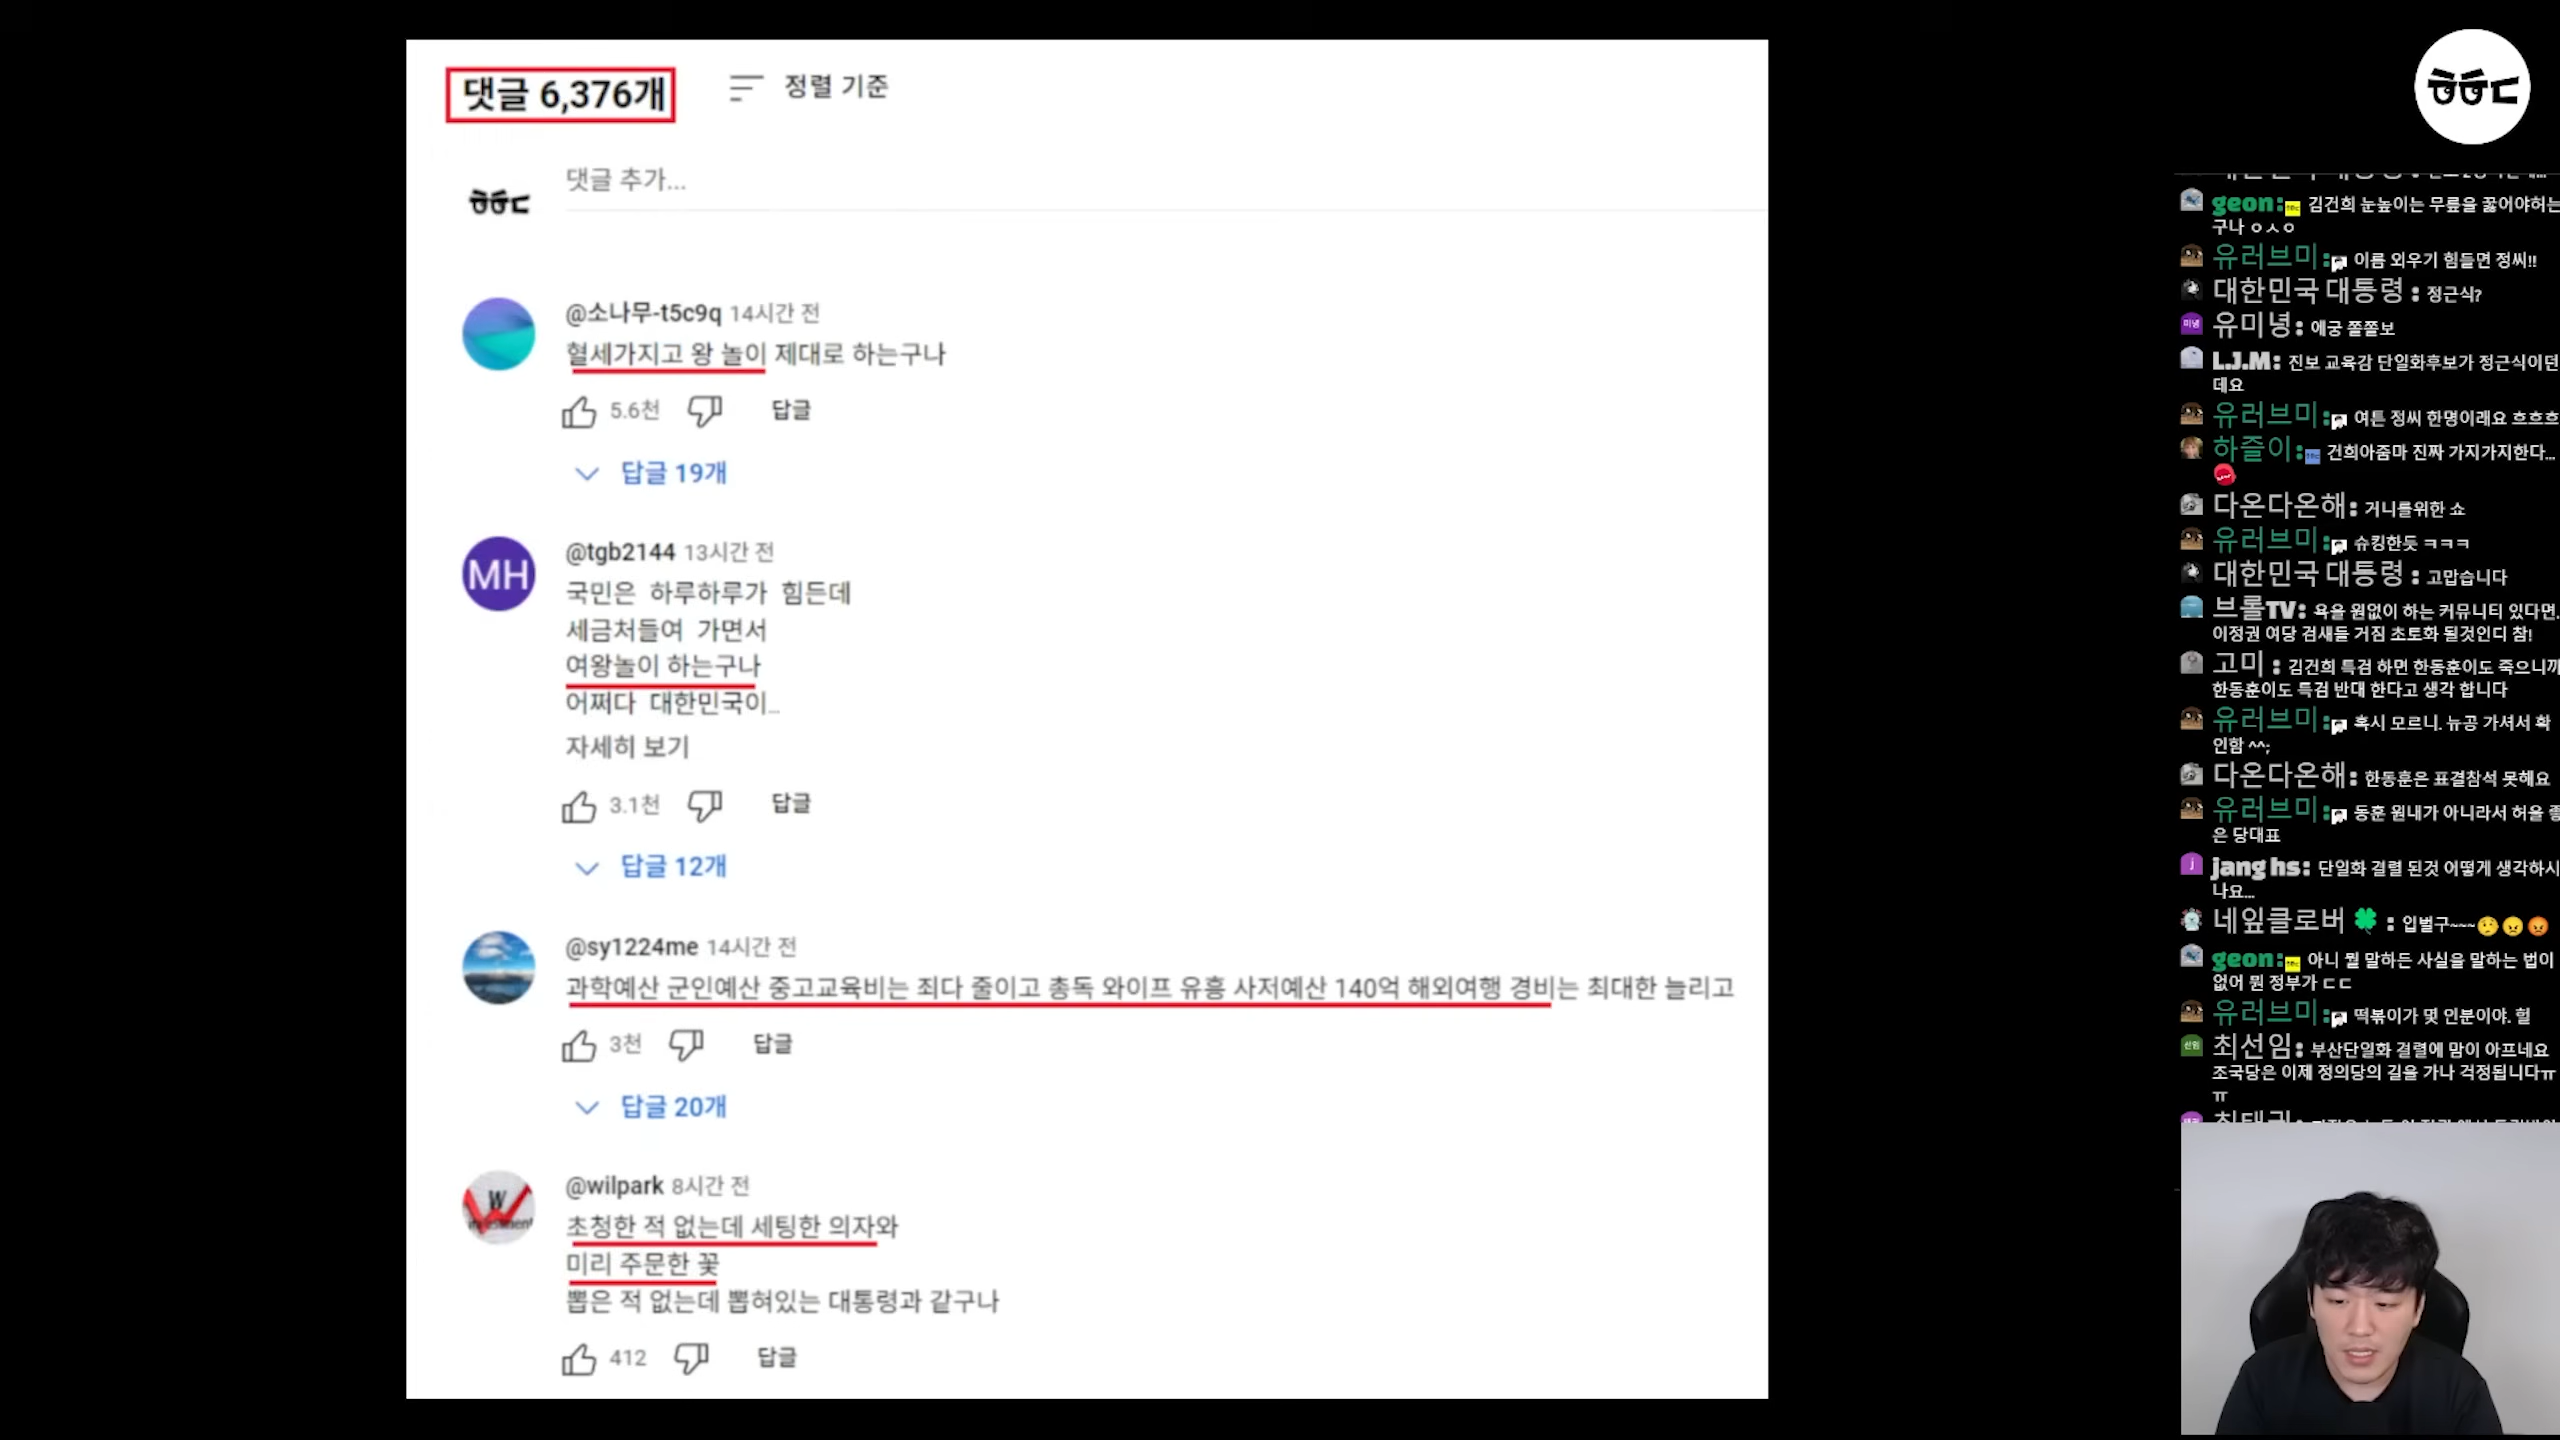 댓글 6,376개
정렬 기준
ㅎㅎㄷ
댓글 추가...
ㅎㅎㄷ
@소나무-t5c9q 14시간 전
혈세가지고 왕 놀이 제대로 하는구나
5.6천 답글
답글 19개
MH
@tgb2144 13시간 전
국민은 하루하루가 힘든데
세금처들여 가면서
여왕놀이 하는구나
어쩌다 대한민국이...
자세히 보기
3.1천 답글
답글 12개
@sy1224me 14시간 전
과학예산 군인예산 중고교육비는 죄다 줄이고 총독 와이프 유흥 사저예산 140억 해외여행 경비는 최대한 늘리고
3천 답글
답글 20개
W
@wilpark 8시간 전
초청한 적 없는데 세팅한 의자와
미리 주문한 꽃
뽑은 적 없는데 뽑혀있는 대통령과 같구나
412 답글
geon: 김건희 눈높이는 무릎을 꿇어야허는
구나 ㅇㅅㅇ
유러브미: 이름 외우기 힘들면 정씨!!
대한민국 대통령 : 정근식?
미녕
유미녕: 에궁 쫄쫄보
L.J.M: 진보 교육감 단일화후보가 정근식이던
데요
유러브미: 여튼 정씨 한명이래요 흐흐흐
하즐이: 건희아줌마 진짜 가지가지한다...
다온다온해: 거니를위한 쇼
유러브미: 슈킹한듯 ㅋㅋㅋ
대한민국 대통령 : 고맙습니다
브롤TV: 욕을 원없이 하는 커뮤니티 있다면.
이정권 여당 검새들 거짐 초토화 될것인디 참!
고미 : 김건희 특검 하면 한동훈이도 죽으니까
한동훈이도 특검 반대 한다고 생각 합니다
유러브미: 혹시 모르니. 뉴공 가셔서 확
인함 ^^;
다온다온해: 한동훈은 표결참석 못해요
유러브미: 동훈 원내가 아니라서 허울 좋
은 당대표
j
jang hs: 단일화 결렬 된것 어떻게 생각하시
나요...
네잎클로버 🍀 : 입벌구~~~🤥😠😡
geon: 아니 뭘 말하든 사실을 말하는 법이
없어 뭔 정부가 ㄷㄷ
유러브미: 떡볶이가 몇 인분이야. 헐
선임
최선임: 부산단일화 결렬에 맘이 아프네요
조국당은 이제 정의당의 길을 가나 걱정됩니다ㅠ
ㅠ